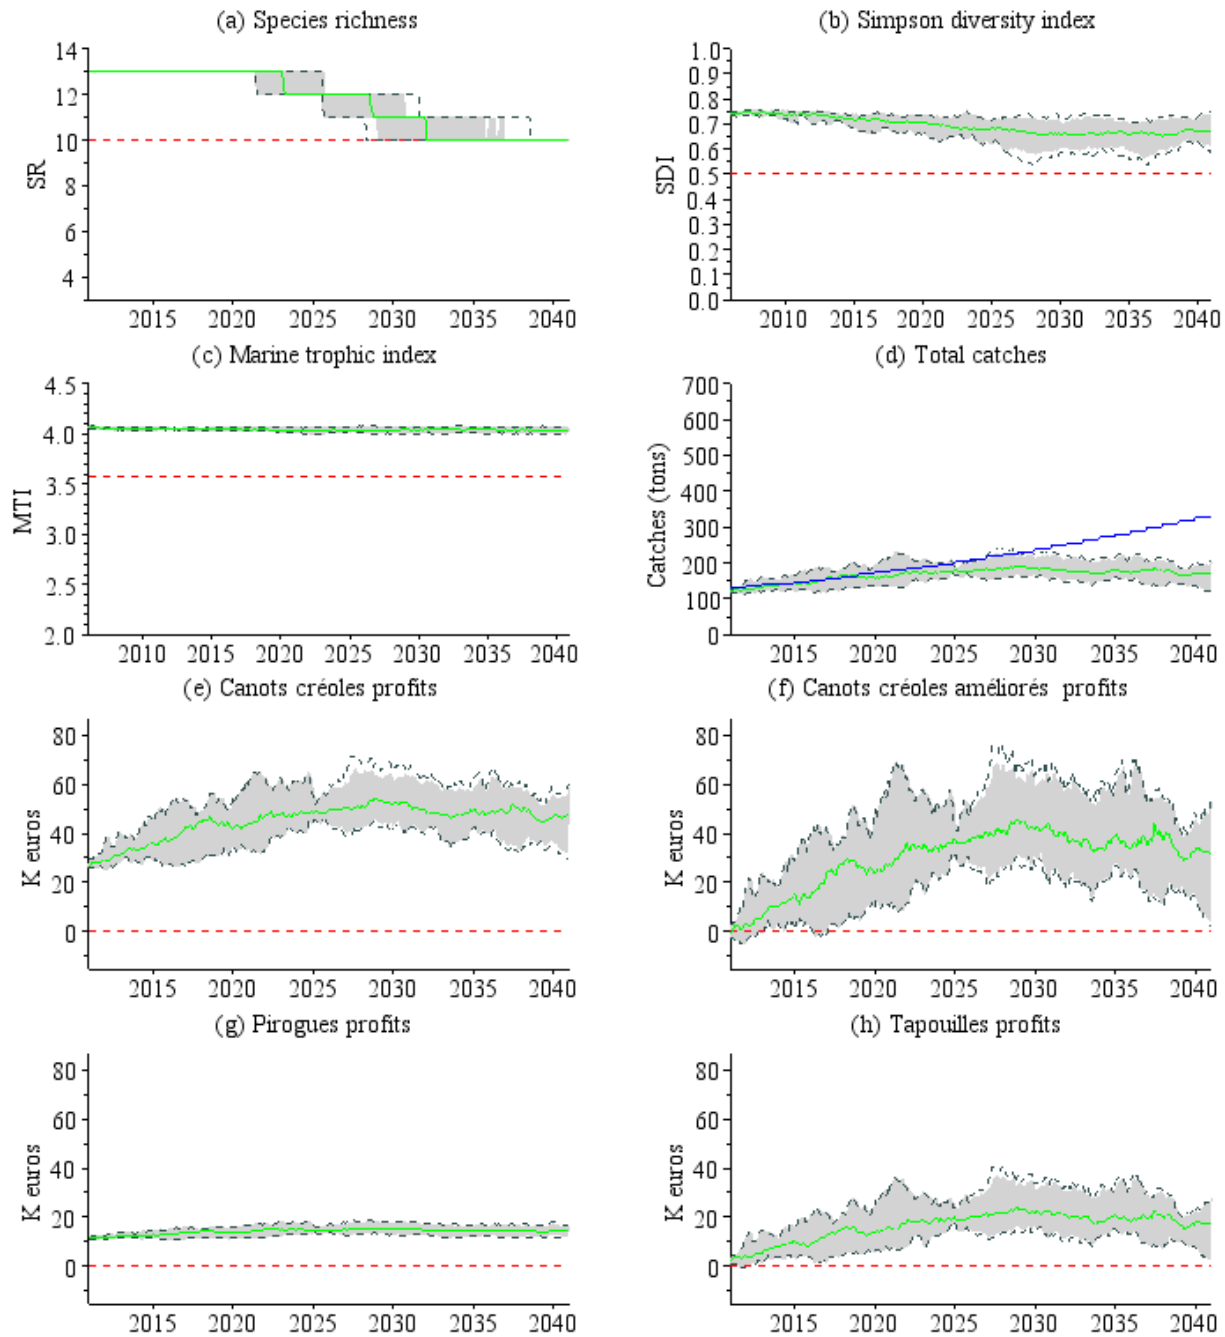 (a) Species richness
14
12
10
8
6
4
SR
2015 2020 2025 2030 2035 2040
(b) Simpson diversity index
1.0
0.9
0.8
0.7
0.6
0.5
0.4
0.3
0.2
0.1
0.0
SDI
2010 2015 2020 2025 2030 2035 2040
(c) Marine trophic index
4.5
4.0
3.5
3.0
2.5
2.0
MTI
2010 2015 2020 2025 2030 2035 2040
(d) Total catches
700
600
500
400
300
200
100
0
Catches (tons)
2015 2020 2025 2030 2035 2040
(e) Canots créoles profits
80
60
40
20
0
K euros
2015 2020 2025 2030 2035 2040
(f) Canots créoles améliorés profits
80
60
40
20
0
K euros
2015 2020 2025 2030 2035 2040
(g) Pirogues profits
80
60
40
20
0
K euros
2015 2020 2025 2030 2035 2040
(h) Tapouilles profits
80
60
40
20
0
K euros
2015 2020 2025 2030 2035 2040